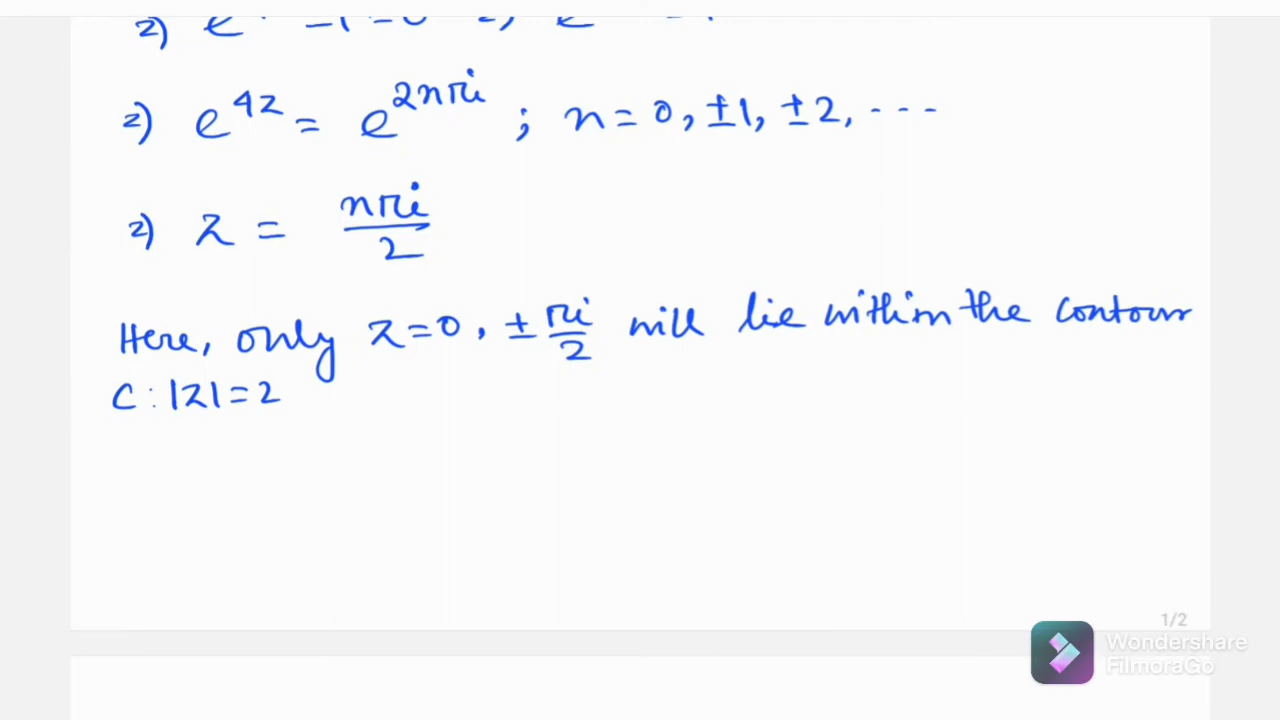 ⇒ e^{4z} = e^{2nπi} ; n = 0, ±1, ±2, ...
⇒ z = nπi/2
Here, only z = 0, ± πi/2 will lie within the contour
C : |z| = 2
1/2
Wondershare
FilmoraGo